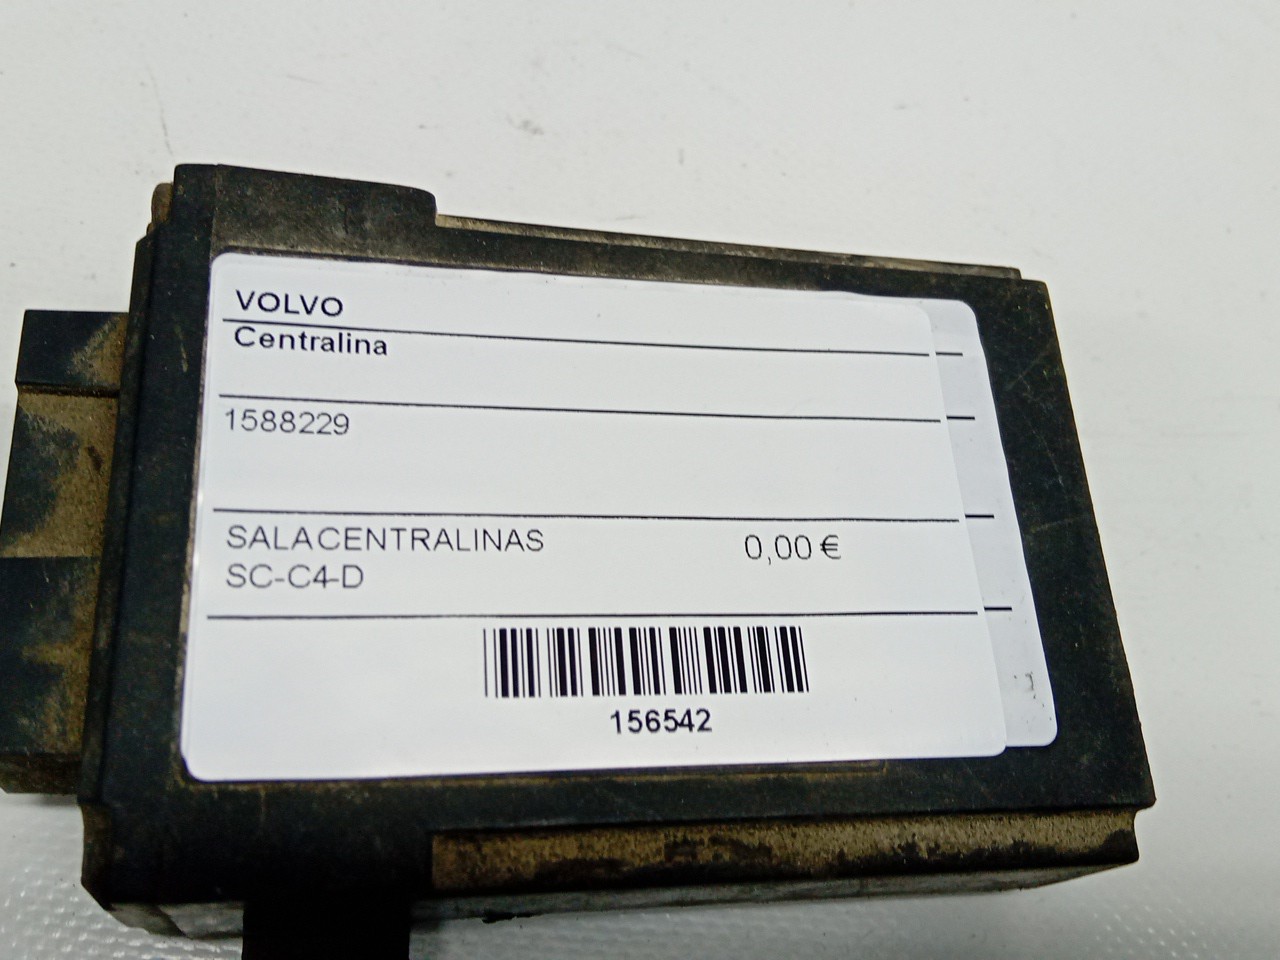 VOLVO
Centralina
1588229
SALACENTRALINAS 0,00 €
SC-C4-D
156542